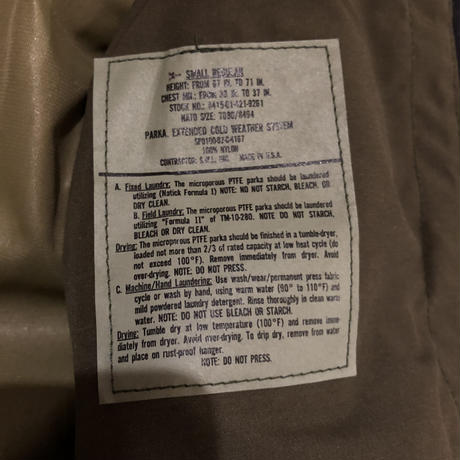 SMALL REGULAR
HEIGHT: FROM 67 IN. TO 71 IN.
CHEST MG.: FROM 33 IN. TO 37 IN.
STOCK NO.: 8415-01-
NATO SIZE: 7080/8494
PARKA, EXTENDED COLD WEATHER SYSTEM
100% NYLON
CONTRACTOR: INC. MADE IN U.S.A.
A. Fixed Laundry: The microporous PTFE parka should be laundered
utilizing (Natick Formula I) NOTE: NO NOT STARCH, BLEACH, OR
DRY CLEAN.
B. Field Laundry: The microporous PTFE parka should be laundered
utilizing "Formula II" of TM-10-280. NOTE: DO NOT STARCH,
BLEACH OR DRY CLEAN.
Drying: The microporous PTFE parka should be finished in a tumble-dryer,
loaded not more than 2/3 of rated capacity at low heat cycle (do
not exceed 100°F). Remove immediately from dryer. Avoid
over-drying. NOTE: DO NOT PRESS.
C. Machine/Hand Laundering: Use wash/wear/permanent press fabric
cycle or wash by hand, using warm water (90° to 110°F) and
mild powdered laundry detergent. Rinse thoroughly in clean warm
water. NOTE: DO NOT USE BLEACH OR STARCH.
Drying: Tumble dry at low temperature (100°F) and remove imme-
diately from dryer. Avoid over-drying. To drip dry, remove from water
and place on rust-proof hanger.
NOTE: DO NOT PRESS.